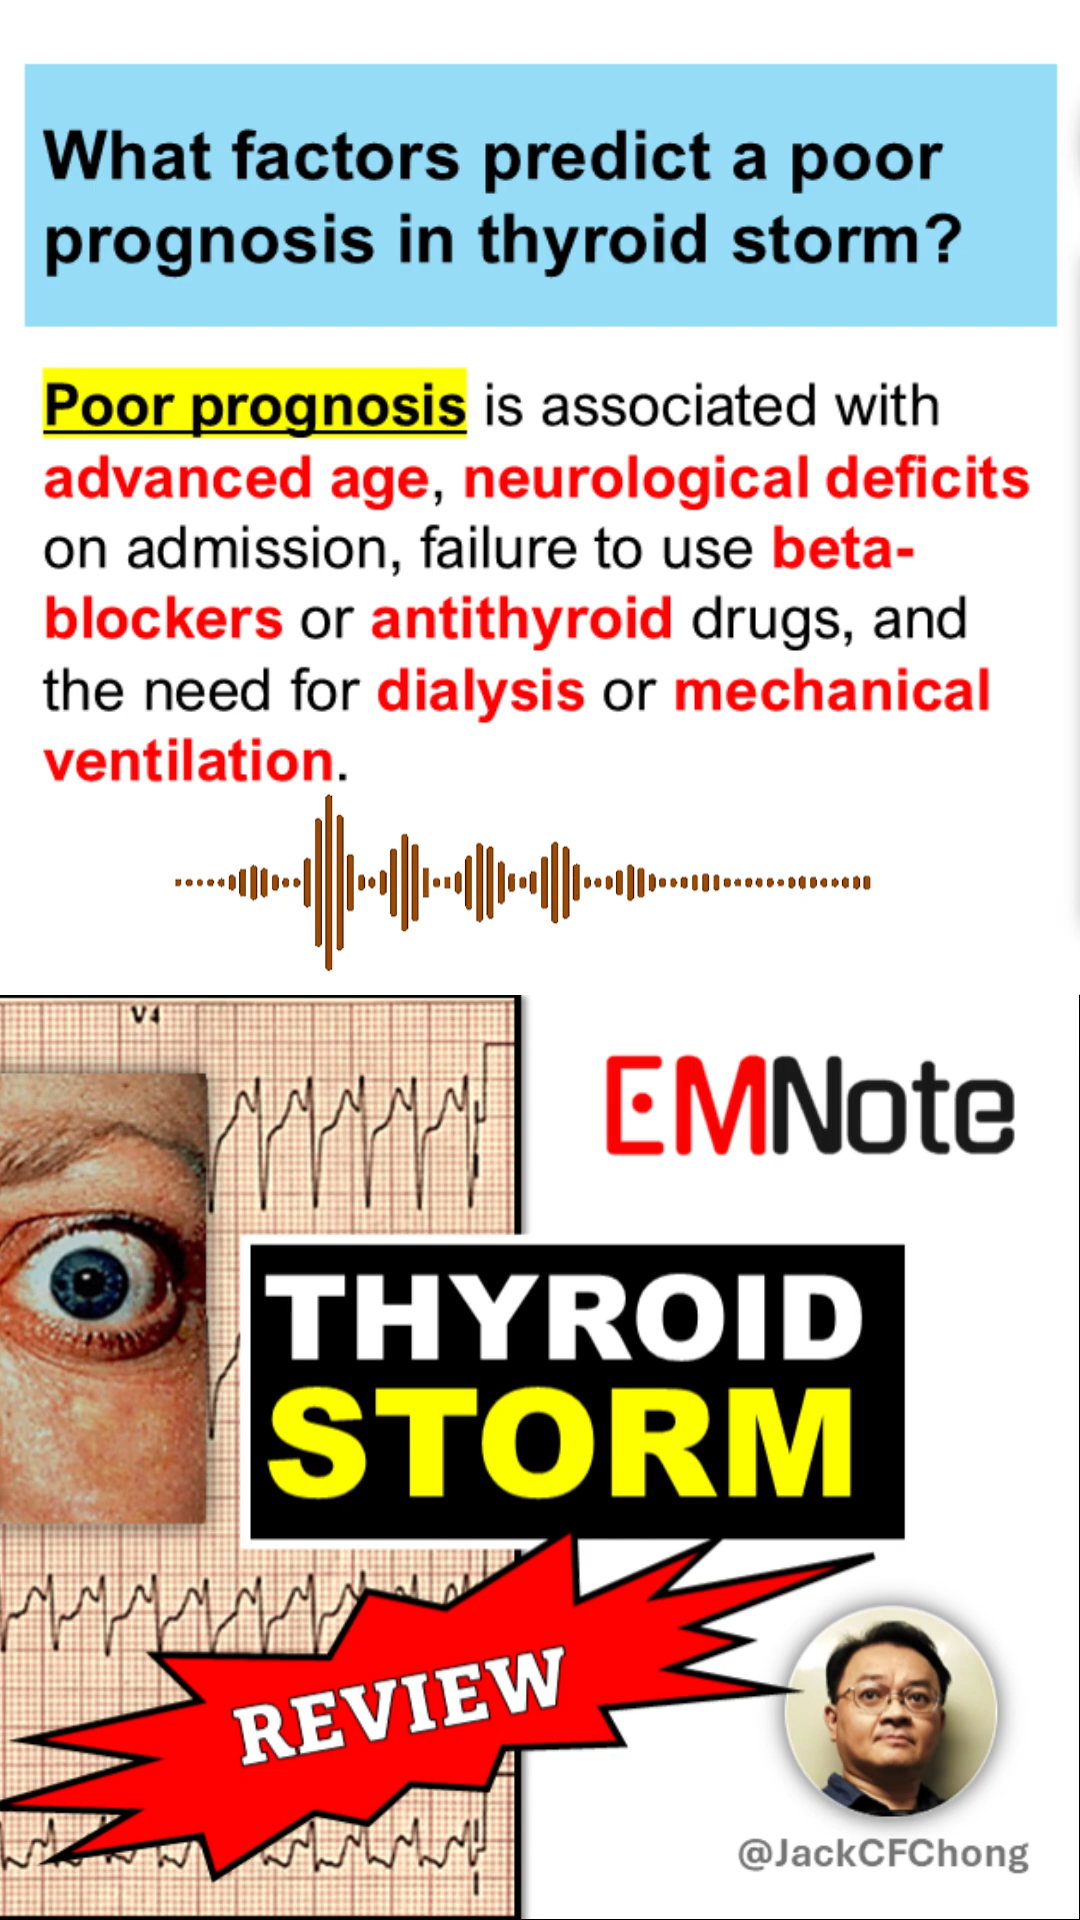 What factors predict a poor
prognosis in thyroid storm?
Poor prognosis is associated with
advanced age, neurological deficits
on admission, failure to use beta-
blockers or antithyroid drugs, and
the need for dialysis or mechanical
ventilation.
V4
EMNote
THYROID
STORM
REVIEW
@JackCFChong